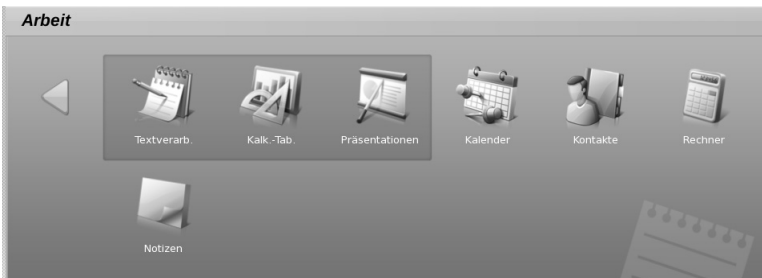 Arbeit
Textverarb. Kalk.-Tab. Präsentationen Kalender Kontakte Rechner
Notizen